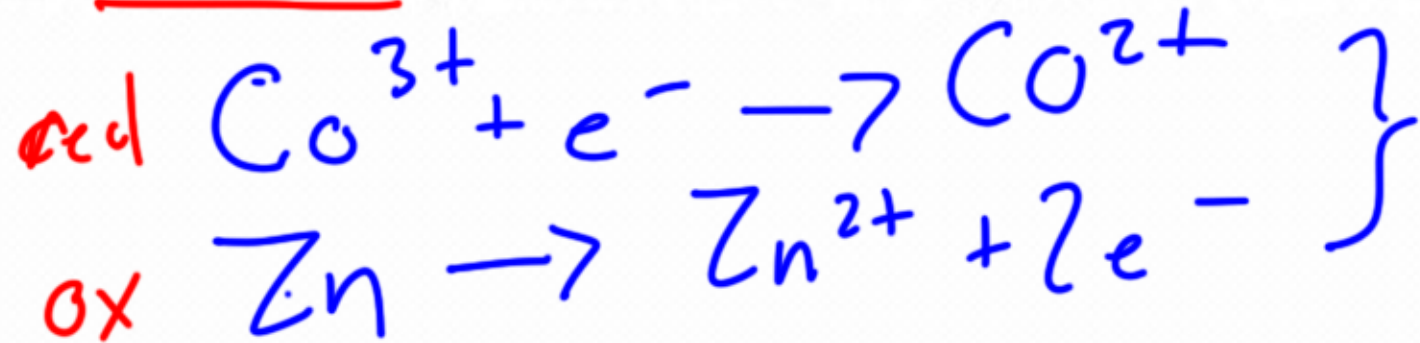 red Co³⁺ + e⁻ → Co²⁺
ox Zn → Zn²⁺ + 2e⁻